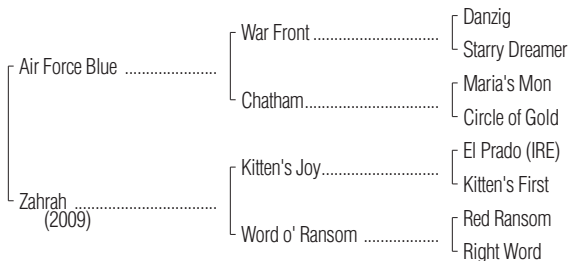 Danzig
War Front ..............................
Starry Dreamer
Air Force Blue ......................
Maria's Mon
Chatham................................
Circle of Gold
El Prado (IRE)
Kitten's Joy............................
Kitten's First
Zahrah ..................................
(2009)
Red Ransom
Word o' Ransom ..................
Right Word